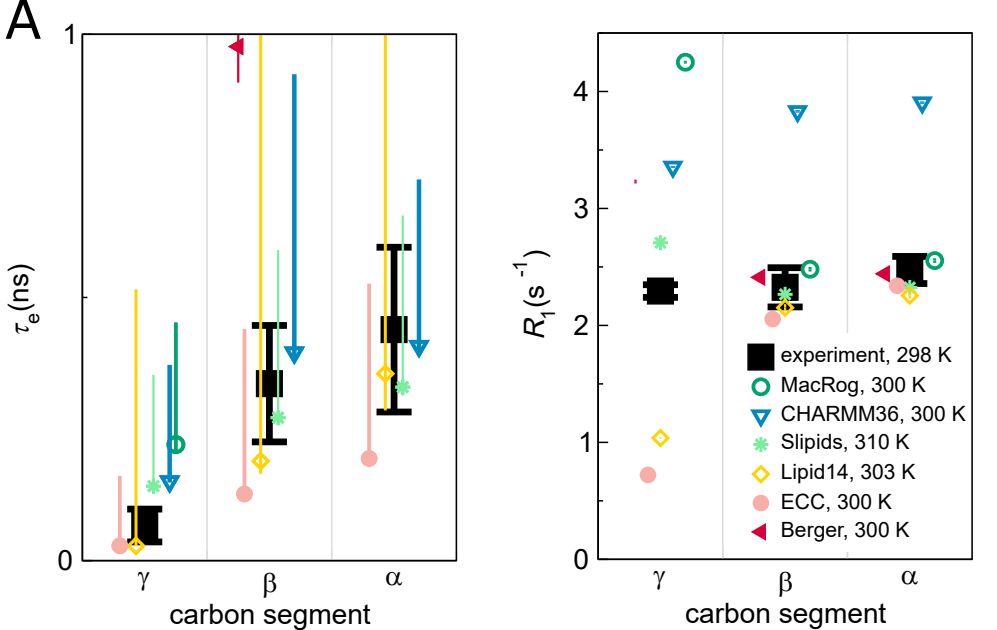 A
1
0
τe(ns)
γ β α
carbon segment
4
3
2
1
0
R1(s -1)
experiment, 298 K
MacRog, 300 K
CHARMM36, 300 K
Slipids, 310 K
Lipid14, 303 K
ECC, 300 K
Berger, 300 K
γ β α
carbon segment